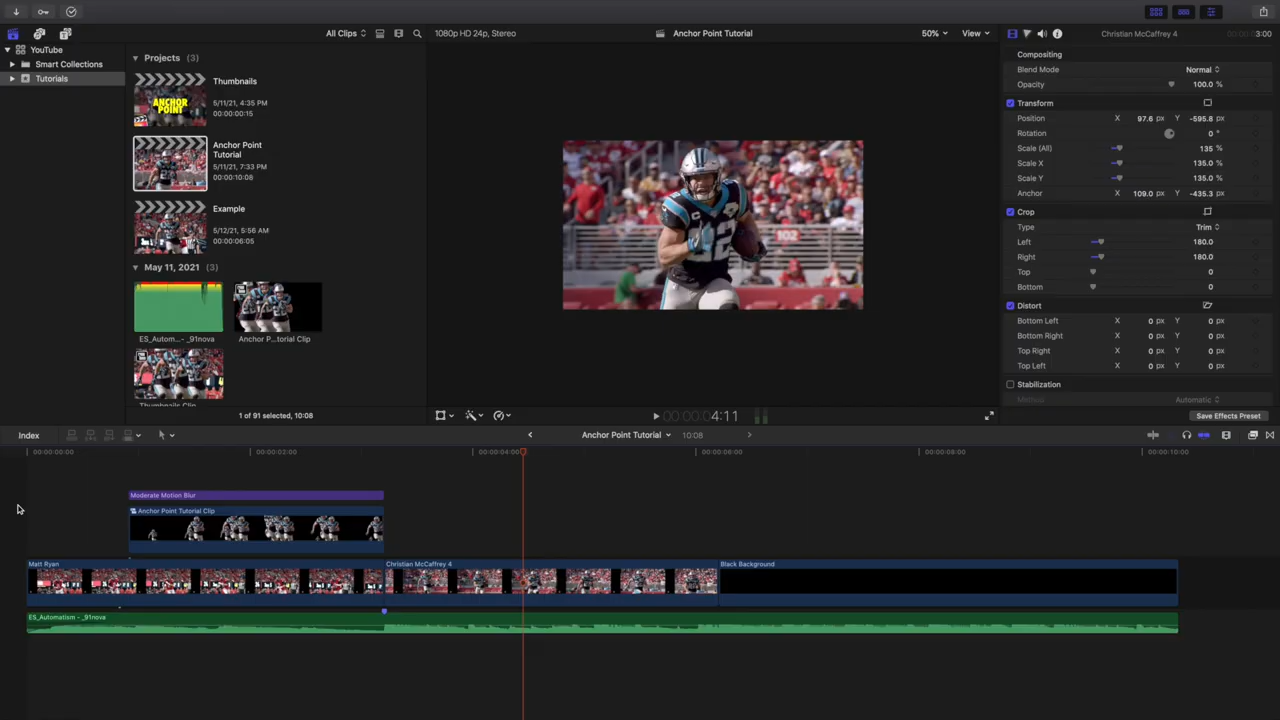 All Clips
1080p HD 24p, Stereo
Anchor Point Tutorial
50%
View
Christian McCaffrey 4
3:00
YouTube
Smart Collections
Tutorials
Projects (3)
ANCHOR
POINT
Thumbnails
5/11/21, 4:35 PM
00:00:00:15
Anchor Point
Tutorial
5/11/21, 7:33 PM
00:00:10:08
Example
5/12/21, 5:56 AM
00:00:06:05
May 11, 2021 (3)
ES_Autom...- _91nova
Anchor P...torial Clip
Thumbnails Clip
1 of 91 selected, 10:08
102
Compositing
Blend Mode Normal
Opacity 100.0 %
Transform
Position X 97.6 px Y -595.8 px
Rotation 0 °
Scale (All) 135 %
Scale X 135.0 %
Scale Y 135.0 %
Anchor X 109.0 px Y -435.3 px
Crop
Type Trim
Left 180.0
Right 180.0
Top 0
Bottom 0
Distort
Bottom Left X 0 px Y 0 px
Bottom Right X 0 px Y 0 px
Top Right X 0 px Y 0 px
Top Left X 0 px Y 0 px
Stabilization
Method Automatic
00:00:00:04:11
Save Effects Preset
Index
Anchor Point Tutorial
10:08
00:00:00:00
00:00:02:00
00:00:04:00
00:00:06:00
00:00:08:00
00:00:10:00
Moderate Motion Blur
Anchor Point Tutorial Clip
Matt Ryan
Christian McCaffrey 4
Black Background
ES_Automatism - _91nova